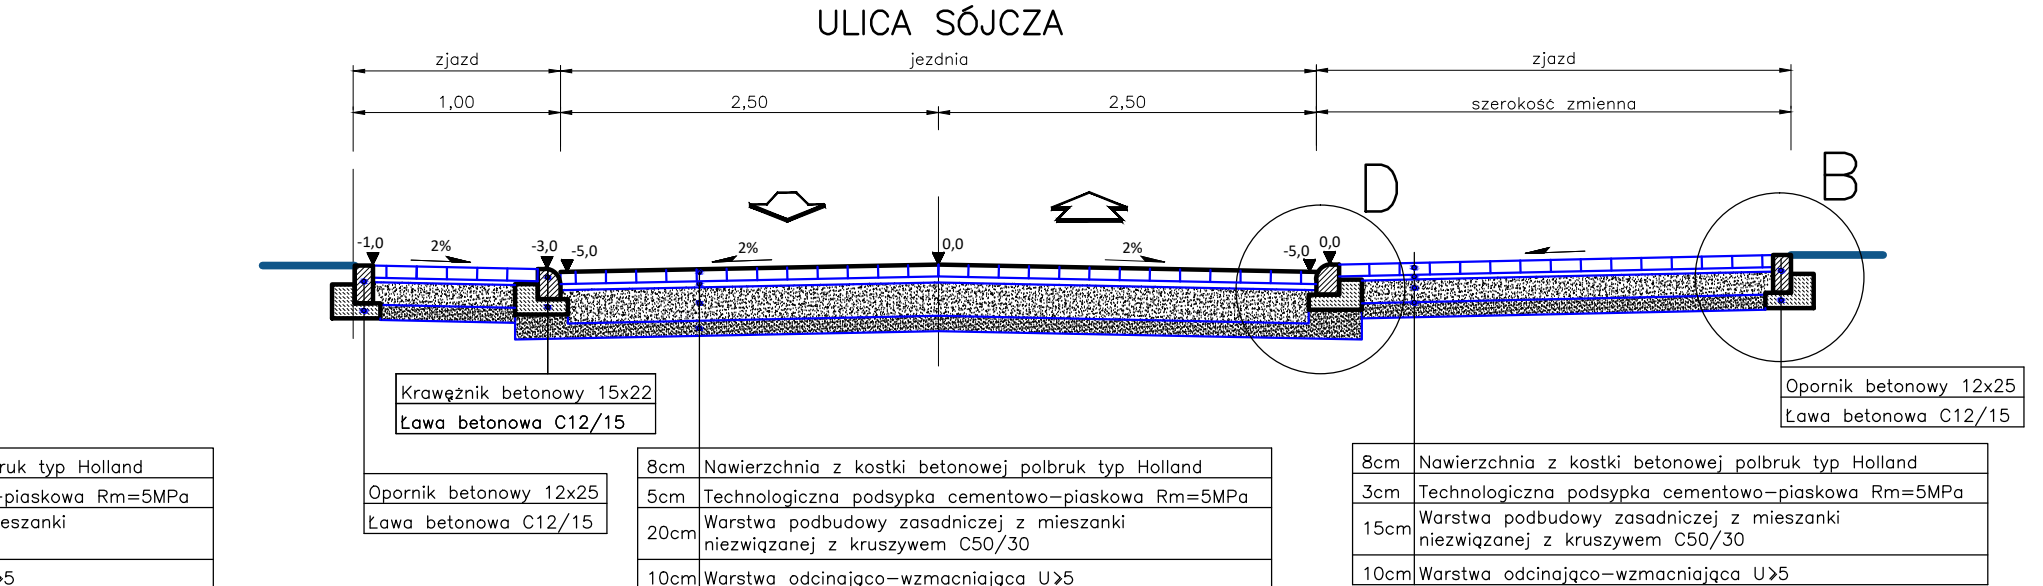 ULICA SÓJCZA
zjazd jezdnia zjazd
1,00 2,50 2,50 szerokość zmienna
D B
-1,0 2% -3,0 -5,0 2% 0,0 2% -5,0 0,0
Krawężnik betonowy 15x22
Ława betonowa C12/15
Opornik betonowy 12x25
Ława betonowa C12/15
ruk typ Holland
-piaskowa Rm=5MPa
ieszanki
>5
Opornik betonowy 12x25
Ława betonowa C12/15
8cm Nawierzchnia z kostki betonowej polbruk typ Holland
5cm Technologiczna podsypka cementowo-piaskowa Rm=5MPa
20cm Warstwa podbudowy zasadniczej z mieszanki
niezwiązanej z kruszywem C50/30
10cm Warstwa odcinająco-wzmacniająca U>5
8cm Nawierzchnia z kostki betonowej polbruk typ Holland
3cm Technologiczna podsypka cementowo-piaskowa Rm=5MPa
15cm Warstwa podbudowy zasadniczej z mieszanki
niezwiązanej z kruszywem C50/30
10cm Warstwa odcinająco-wzmacniająca U>5